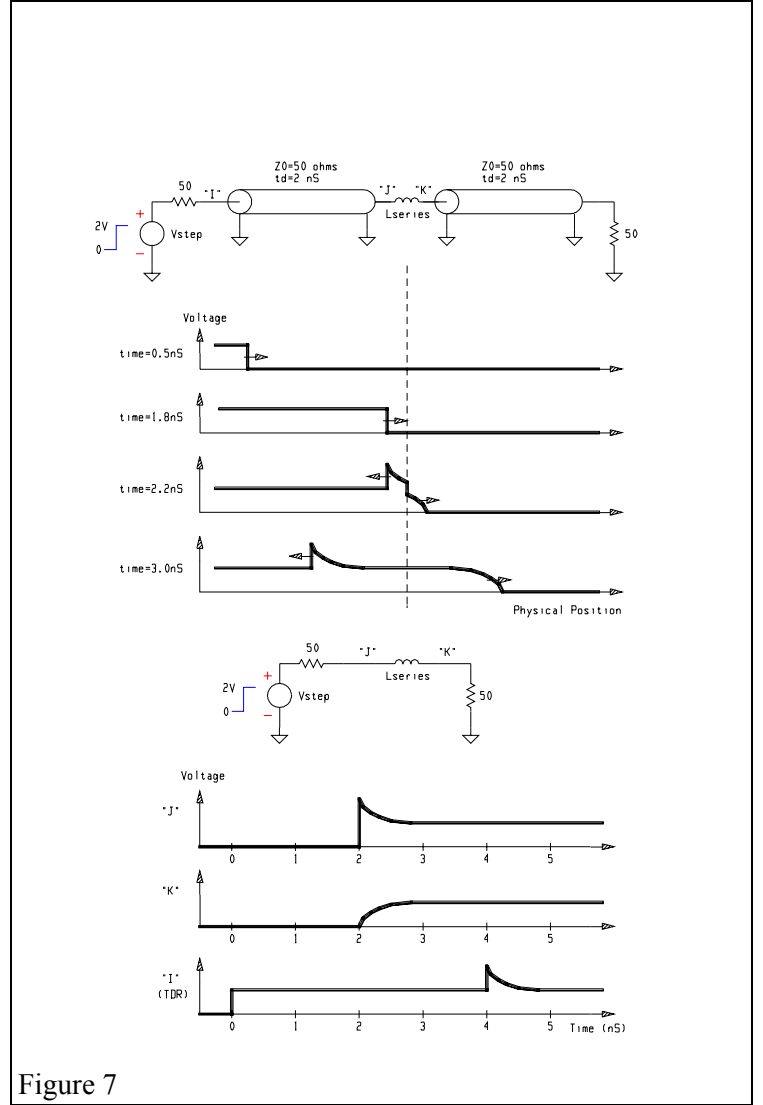 Z0=50 ohms
td=2 nS
Z0=50 ohms
td=2 nS
50
"I"
"J"
"K"
Lseries
2V
0
+
−
Vstep
50
Voltage
time=0.5nS
time=1.8nS
time=2.2nS
time=3.0nS
Physical Position
50
"J"
"K"
Lseries
2V
0
+
−
Vstep
50
Voltage
"J"
0 1 2 3 4 5
"K"
0 1 2 3 4 5
"I"
(TDR)
0 1 2 3 4 5 Time (nS)
Figure 7